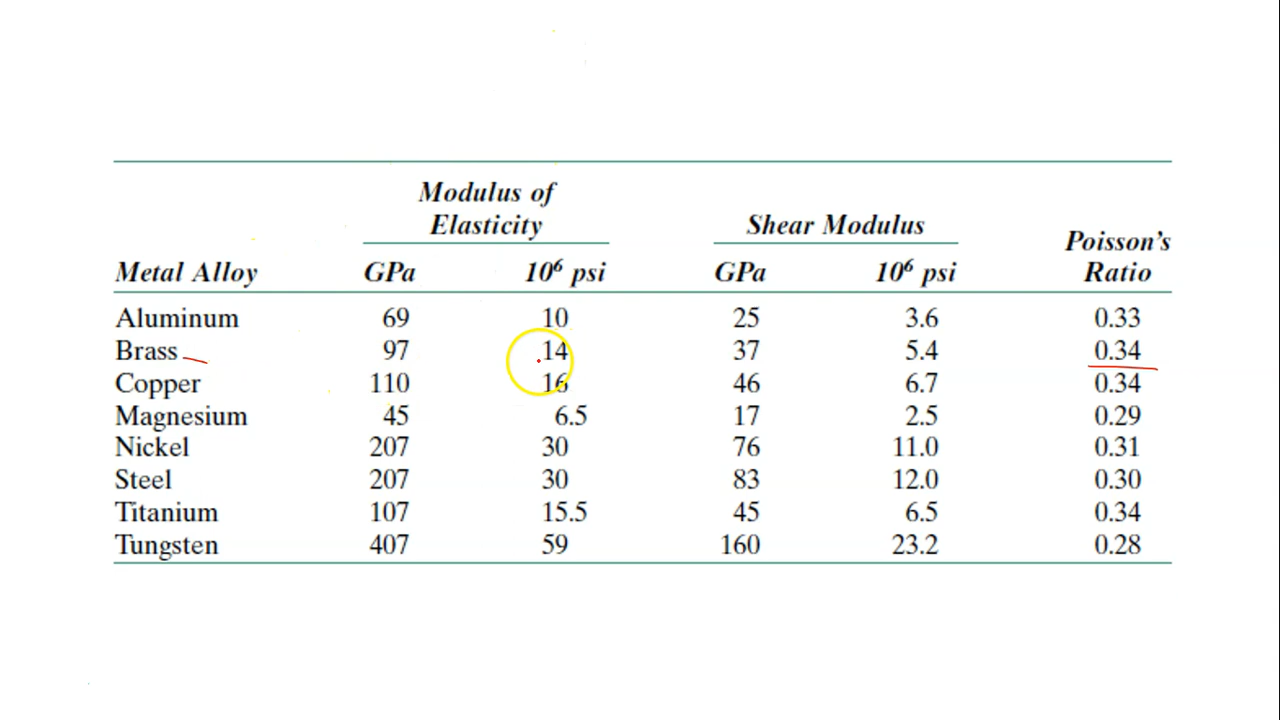 Modulus of
Elasticity
Shear Modulus
Poisson's
Ratio
Metal Alloy GPa 10⁶ psi GPa 10⁶ psi
Aluminum 69 10 25 3.6 0.33
Brass 97 14 37 5.4 0.34
Copper 110 16 46 6.7 0.34
Magnesium 45 6.5 17 2.5 0.29
Nickel 207 30 76 11.0 0.31
Steel 207 30 83 12.0 0.30
Titanium 107 15.5 45 6.5 0.34
Tungsten 407 59 160 23.2 0.28